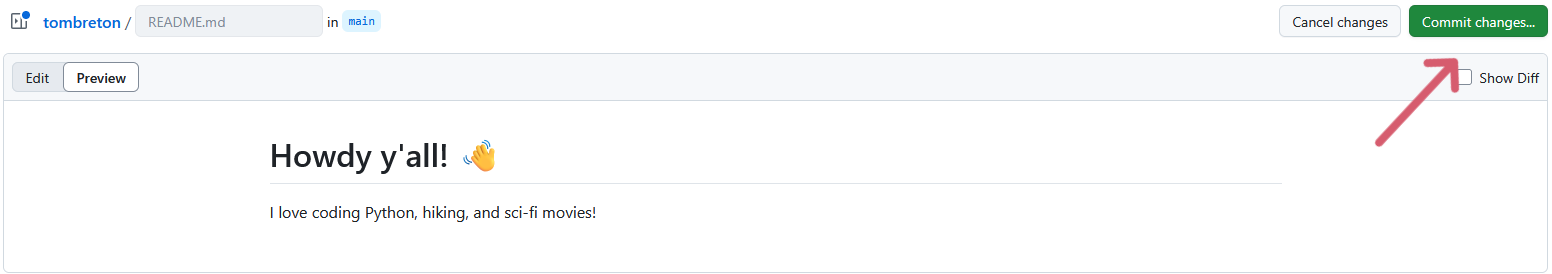 tombreton / README.md in main Cancel changes Commit changes...
Edit Preview Show Diff
Howdy y'all! 👋
I love coding Python, hiking, and sci-fi movies!